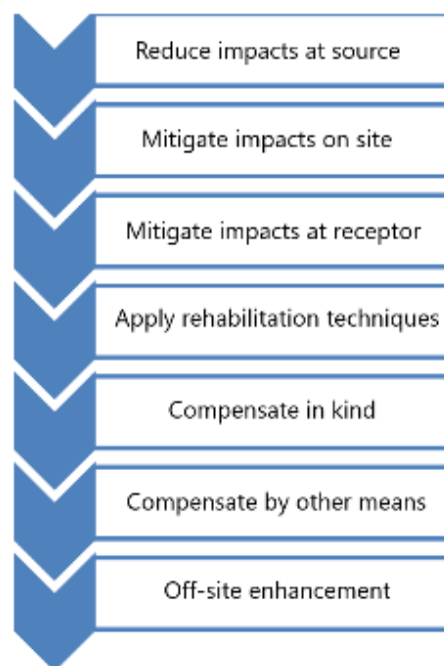 Reduce impacts at source
Mitigate impacts on site
Mitigate impacts at receptor
Apply rehabilitation techniques
Compensate in kind
Compensate by other means
Off-site enhancement